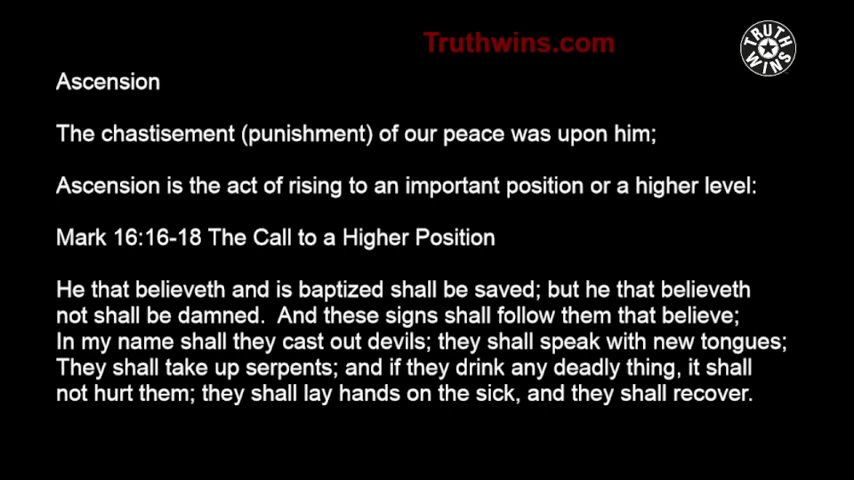 Truthwins.com
TRUTH WINS
Ascension
The chastisement (punishment) of our peace was upon him;
Ascension is the act of rising to an important position or a higher level:
Mark 16:16-18 The Call to a Higher Position
He that believeth and is baptized shall be saved; but he that believeth
not shall be damned.  And these signs shall follow them that believe;
In my name shall they cast out devils; they shall speak with new tongues;
They shall take up serpents; and if they drink any deadly thing, it shall
not hurt them; they shall lay hands on the sick, and they shall recover.